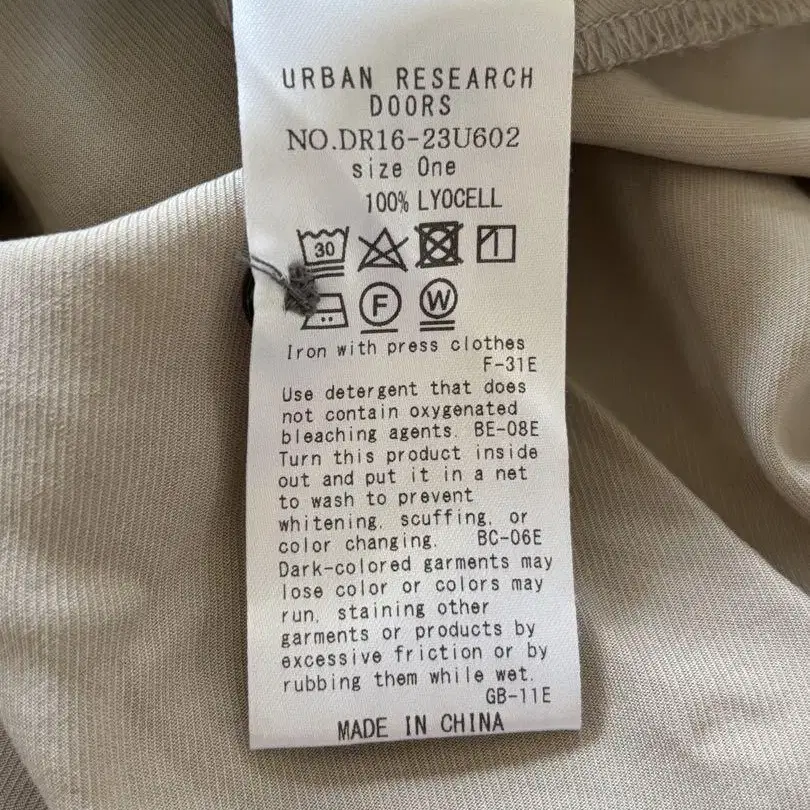 URBAN RESEARCH
DOORS
NO.DR16-23U602
size One
100% LYOCELL
30
F W
Iron with press clothes
F-31E
Use detergent that does
not contain oxygenated
bleaching agents. BE-08E
Turn this product inside
out and put it in a net
to wash to prevent
whitening, scuffing, or
color changing. BC-06E
Dark-colored garments may
lose color or colors may
run, staining other
garments or products by
excessive friction or by
rubbing them while wet.
GB-11E
MADE IN CHINA